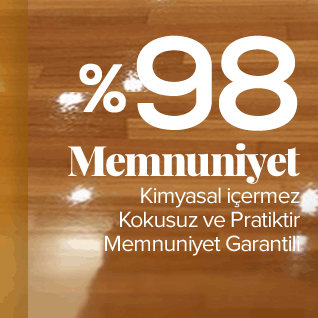 %98
Memnuniyet
Kimyasal içermez
Kokusuz ve Pratiktir
Memnuniyet Garantili